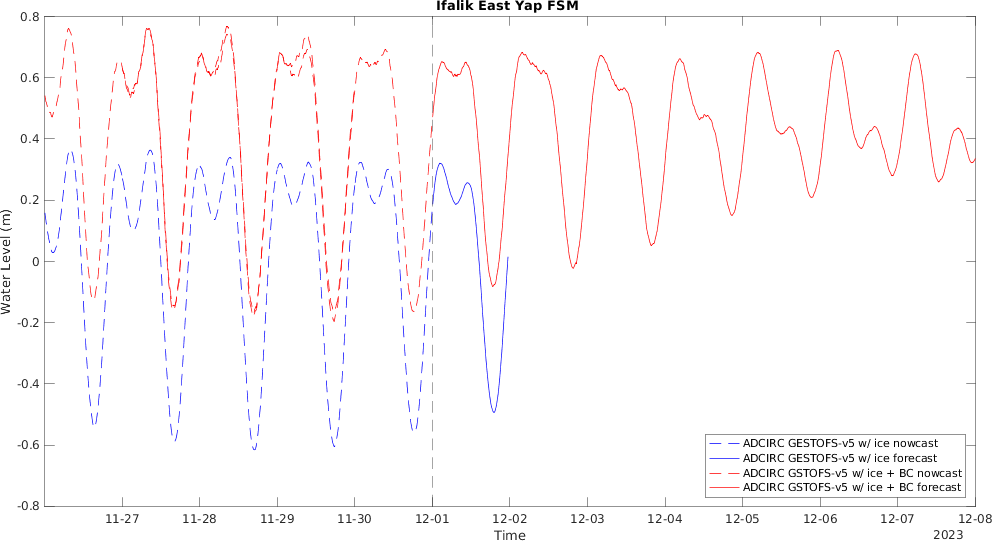 Ifalik East Yap FSM
0.8
0.6
0.4
0.2
0
-0.2
-0.4
-0.6
-0.8
Water Level (m)
ADCIRC GESTOFS-v5 w/ ice nowcast
ADCIRC GESTOFS-v5 w/ ice forecast
ADCIRC GSTOFS-v5 w/ ice + BC nowcast
ADCIRC GSTOFS-v5 w/ ice + BC forecast
11-27 11-28 11-29 11-30 12-01 12-02 12-03 12-04 12-05 12-06 12-07 12-08
Time
2023